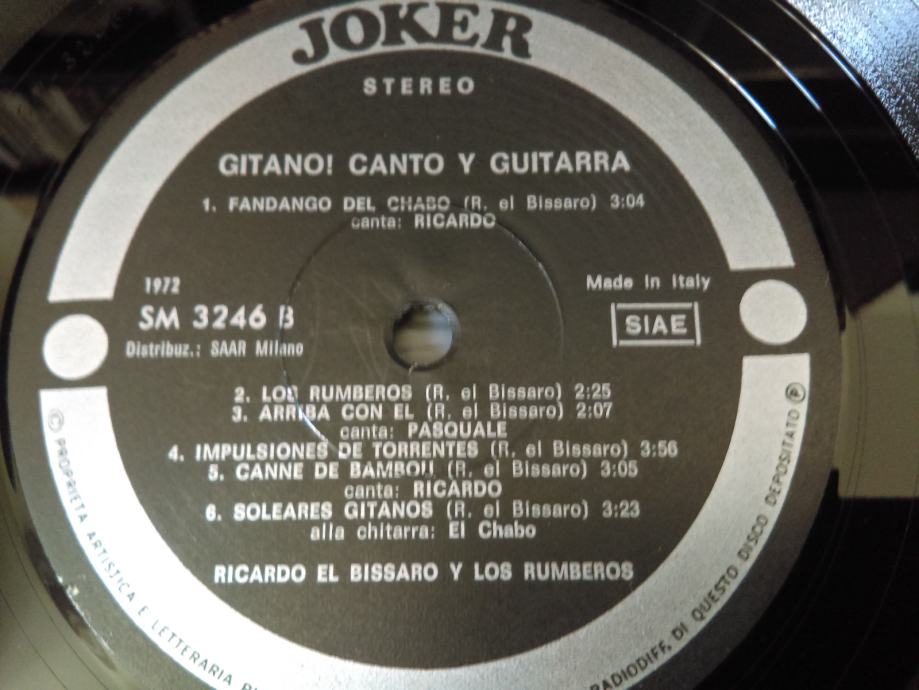 JOKER
STEREO
GITANO! CANTO Y GUITARRA
1. FANDANGO DEL CHABO (R. el Bissaro) 3:04
canta: RICARDO
1972
SM 3246 B
Distribuz.: SAAR Milano
Made in Italy
SIAE
2. LOS RUMBEROS (R. el Bissaro) 2:25
3. ARRIBA CON EL (R. el Bissaro) 2:07
canta: PASQUALE
4. IMPULSIONES DE TORRENTES (R. el Bissaro) 3:56
5. CANNE DE BAMBOU (R. el Bissaro) 3:05
canta: RICARDO
6. SOLEARES GITANOS (R. el Bissaro) 3:23
alla chitarra: El Chabo
RICARDO EL BISSARO Y LOS RUMBEROS
© PROPRIETA ARTISTICA E LETTERARIA
RADIODIFF. DI QUESTO DISCO DEPOSITATO ℗